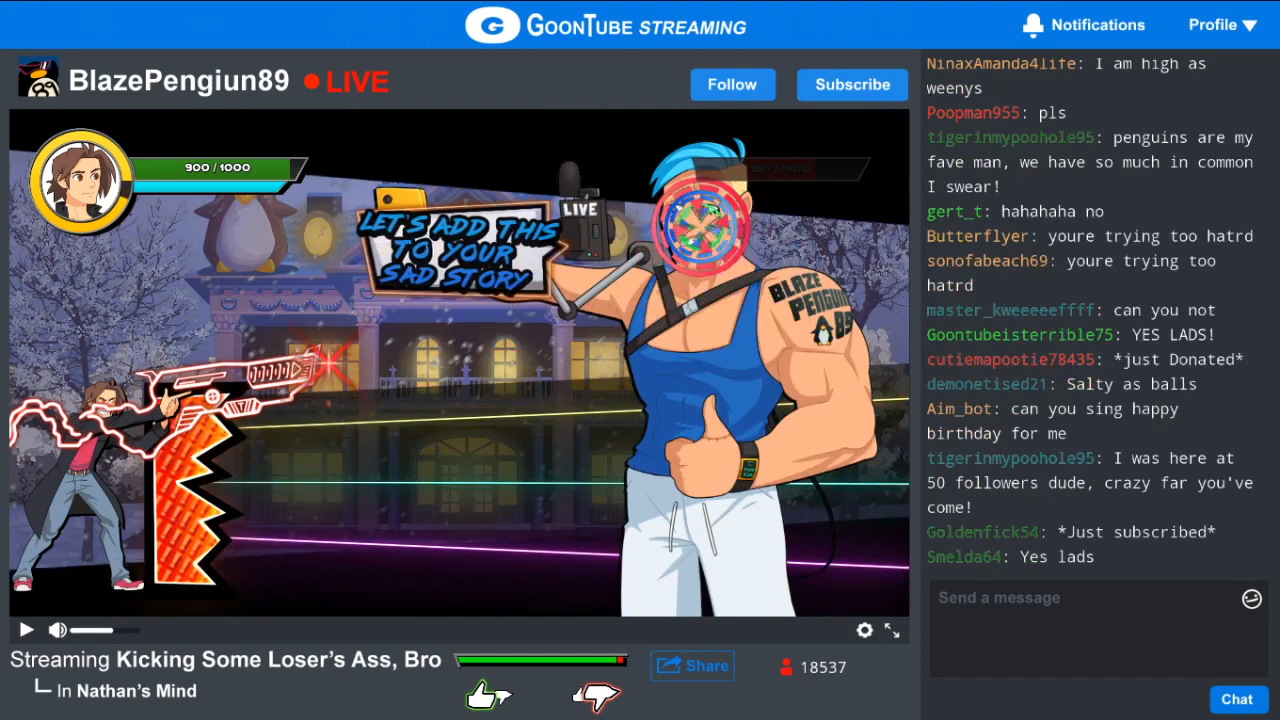 G GOONTUBE STREAMING
Notifications
Profile
BlazePengiun89
LIVE
Follow
Subscribe
900 / 1000
LIVE
LET'S ADD THIS
TO YOUR
SAD STORY
BLAZE
PENGUIN
89
Streaming Kicking Some Loser's Ass, Bro
In Nathan's Mind
Share
18537
NinaxAmanda4life: I am high as
weenys
Poopman955: pls
tigerinmypoohole95: penguins are my
fave man, we have so much in common
I swear!
gert_t: hahahaha no
Butterflyer: youre trying too hatrd
sonofabeach69: youre trying too
hatrd
master_kweeeeeffff: can you not
Goontubeisterrible75: YES LADS!
cutiemapootie78435: *just Donated*
demonetised21: Salty as balls
Aim_bot: can you sing happy
birthday for me
tigerinmypoohole95: I was here at
50 followers dude, crazy far you've
come!
Goldenfick54: *Just subscribed*
Smelda64: Yes lads
Send a message
Chat